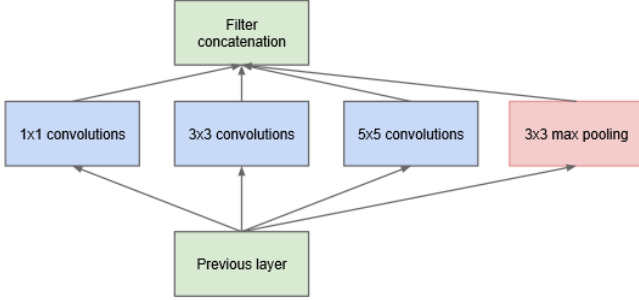 Filter
concatenation
1x1 convolutions
3x3 convolutions
5x5 convolutions
3x3 max pooling
Previous layer